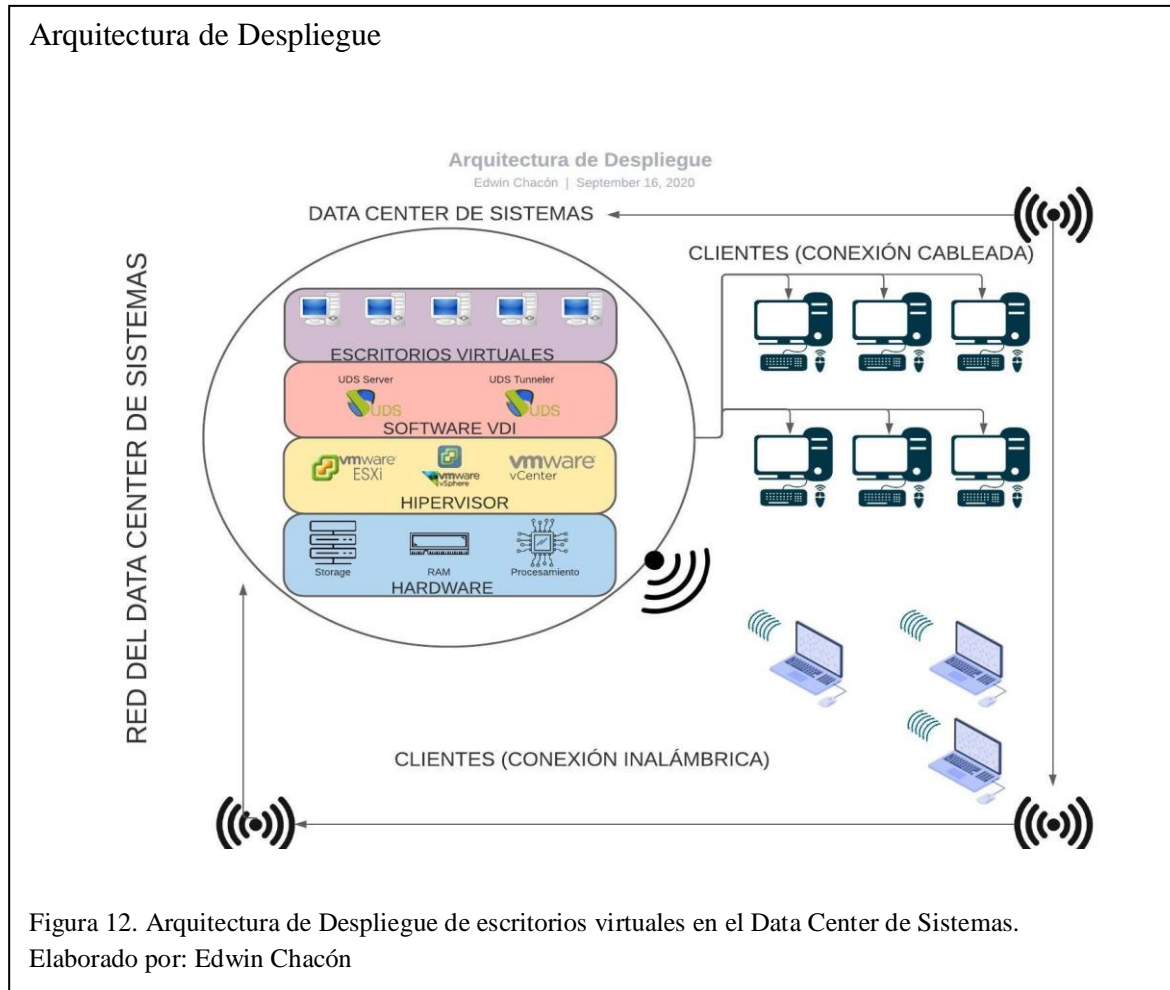 Arquitectura de Despliegue
Arquitectura de Despliegue
Edwin Chacón | September 16, 2020
DATA CENTER DE SISTEMAS
CLIENTES (CONEXIÓN CABLEADA)
RED DEL DATA CENTER DE SISTEMAS
ESCRITORIOS VIRTUALES
UDS Server
UDS Tunneler
UDS
UDS
SOFTWARE VDI
vmware ESXi
vmware vSphere
vmware vCenter
HIPERVISOR
Storage
RAM
Procesamiento
HARDWARE
CLIENTES (CONEXIÓN INALÁMBRICA)
Figura 12. Arquitectura de Despliegue de escritorios virtuales en el Data Center de Sistemas.
Elaborado por: Edwin Chacón